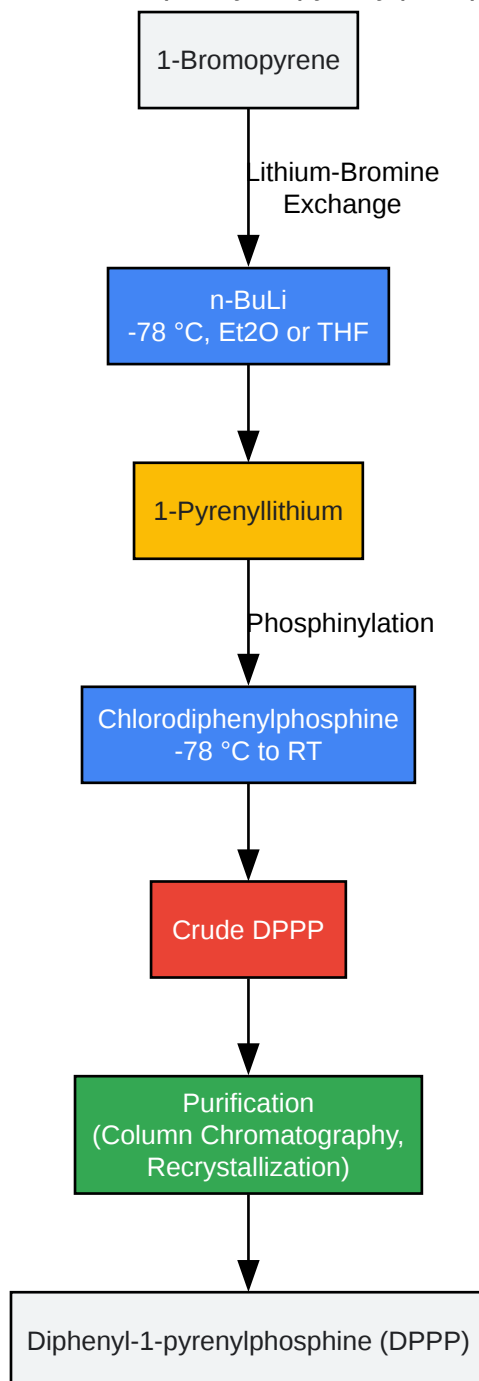 1-Bromopyrene
Lithium-Bromine
Exchange
n-BuLi
-78 °C, Et2O or THF
1-Pyrenyllithium
Phosphinylation
Chlorodiphenylphosphine
-78 °C to RT
Crude DPPP
Purification
(Column Chromatography,
Recrystallization)
Diphenyl-1-pyrenylphosphine (DPPP)